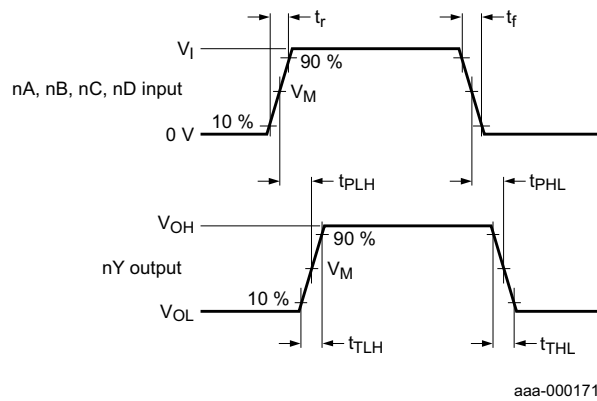 tr
tf
VI
90 %
nA, nB, nC, nD input
VM
10 %
0 V
tPLH
tPHL
VOH
90 %
nY output
VM
10 %
VOL
tTLH
tTHL
aaa-000171